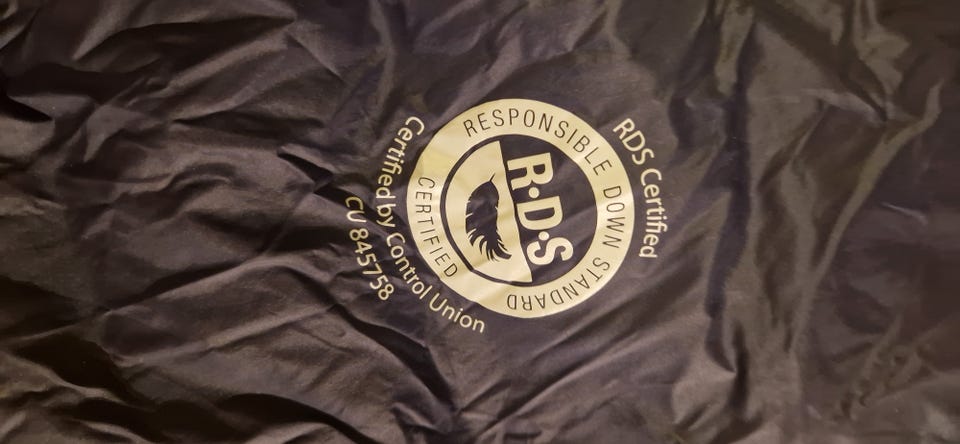 RDS Certified
RESPONSIBLE DOWN STANDARD
R·D·S
CERTIFIED
Certified by Control Union
CU 845758